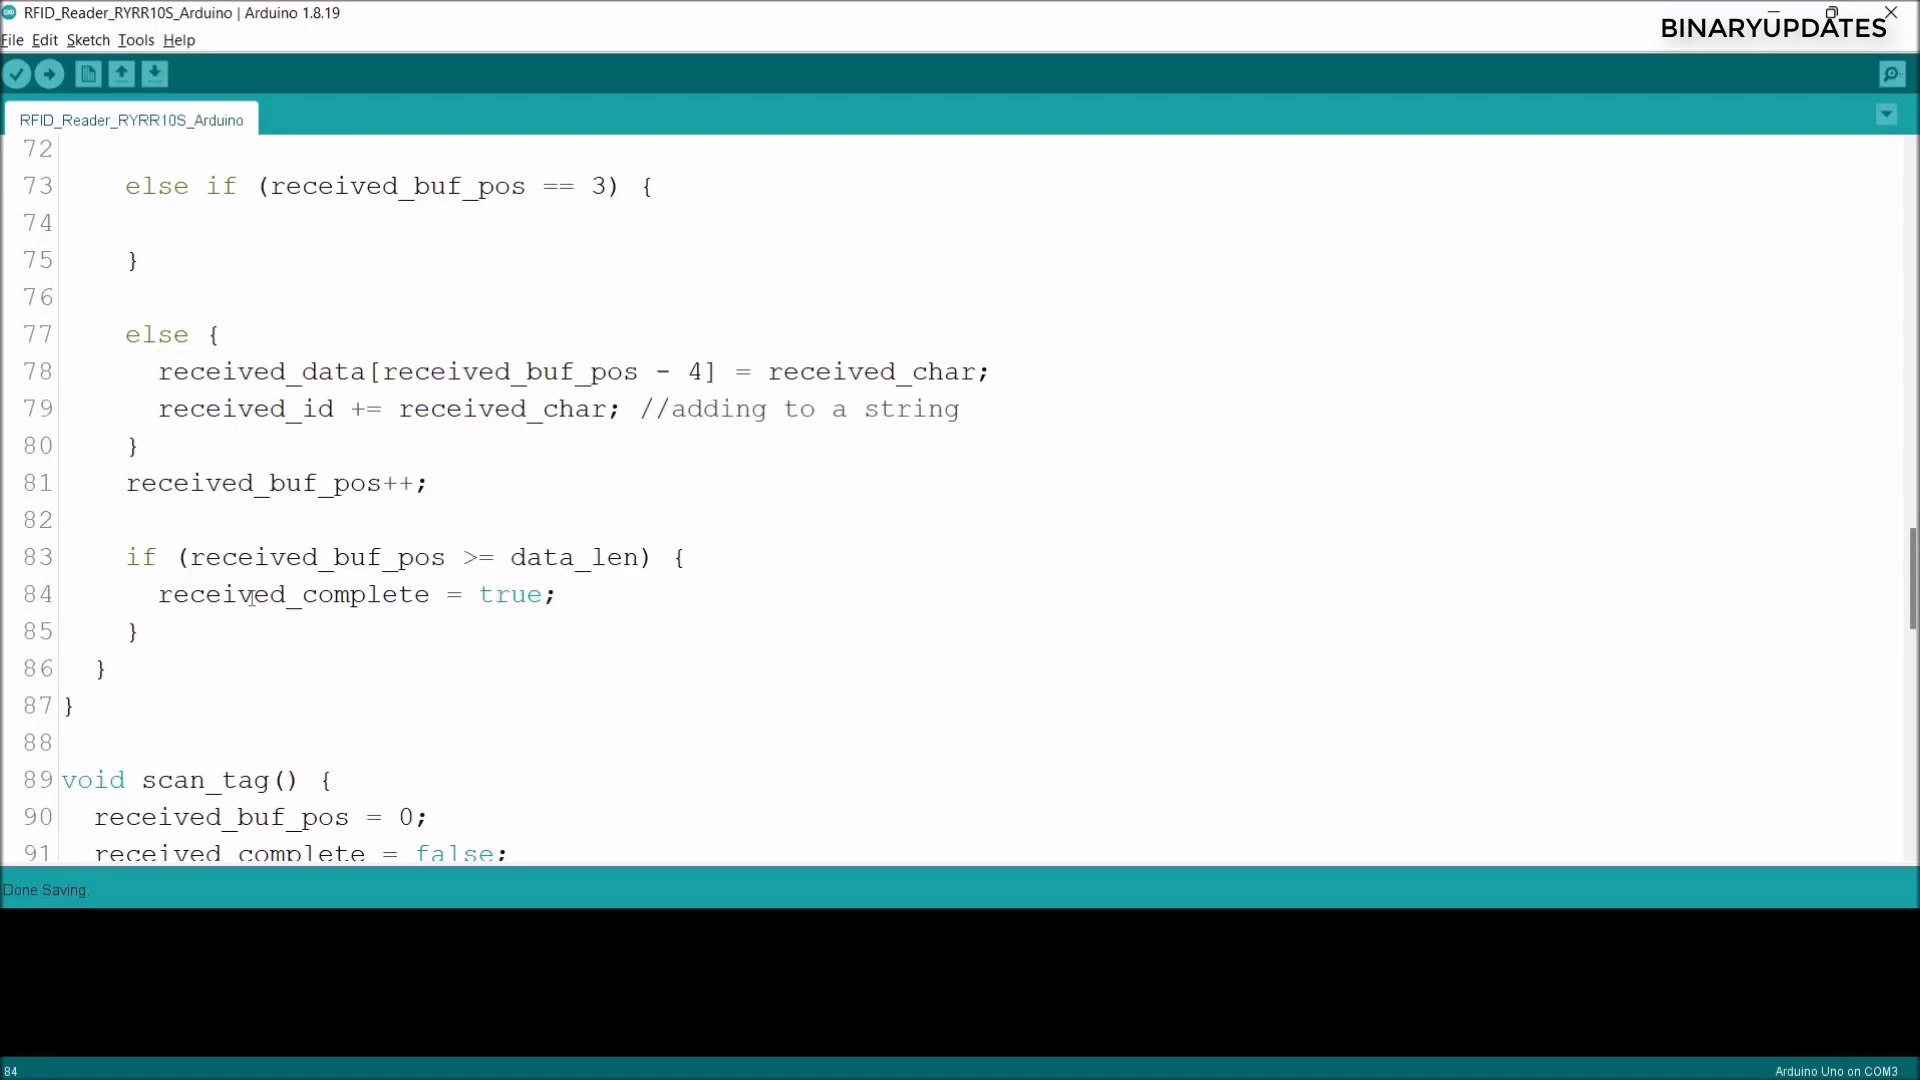 RFID_Reader_RYRR10S_Arduino | Arduino 1.8.19
BINARYUPDATES
File Edit Sketch Tools Help
RFID_Reader_RYRR10S_Arduino
72
73 else if (received_buf_pos == 3) {
74
75 }
76
77 else {
78 received_data[received_buf_pos - 4] = received_char;
79 received_id += received_char; //adding to a string
80 }
81 received_buf_pos++;
82
83 if (received_buf_pos >= data_len) {
84 received_complete = true;
85 }
86 }
87 }
88
89 void scan_tag() {
90 received_buf_pos = 0;
91 received_complete = false;
Done Saving.
84
Arduino Uno on COM3